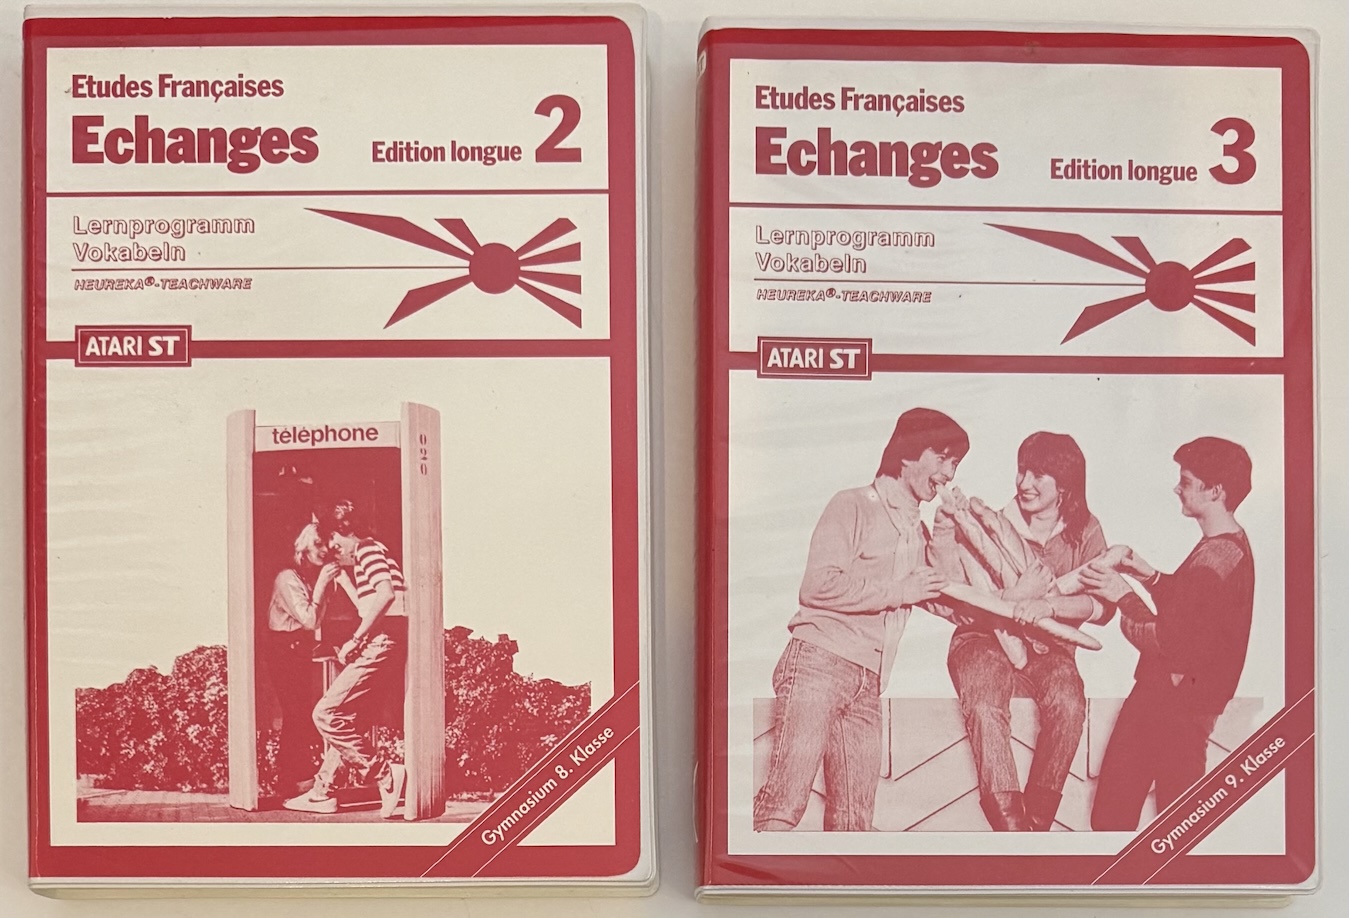 Etudes Françaises
Echanges
Edition longue 2
Lernprogramm
Vokabeln
HEUREKA®-TEACHWARE
ATARI ST
téléphone
020
Gymnasium 8. Klasse
Etudes Françaises
Echanges
Edition longue 3
Lernprogramm
Vokabeln
HEUREKA®-TEACHWARE
ATARI ST
Gymnasium 9. Klasse